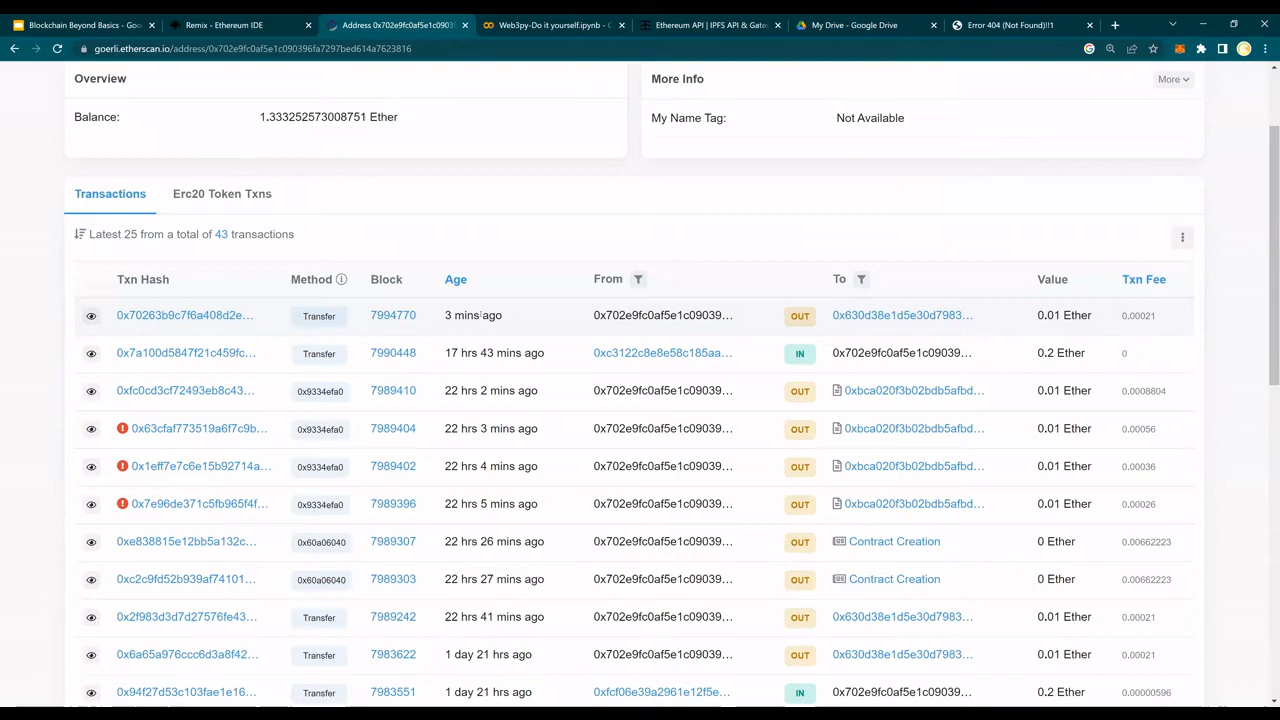 Blockchain Beyond Basics - Goo
Remix - Ethereum IDE
Address 0x702e9fc0af5e1c09039
Web3py-Do it yourself.ipynb - C
Ethereum API | IPFS API & Gate
My Drive - Google Drive
Error 404 (Not Found)!!1
goerli.etherscan.io/address/0x702e9fc0af5e1c090396fa7297bed614a7623816
Overview
Balance: 1.333252573008751 Ether
More Info
More
My Name Tag: Not Available
Transactions Erc20 Token Txns
Latest 25 from a total of 43 transactions
Txn Hash Method Block Age From To Value Txn Fee
0x70263b9c7f6a408d2e... Transfer 7994770 3 mins ago 0x702e9fc0af5e1c09039... OUT 0x630d38e1d5e30d7983... 0.01 Ether 0.00021
0x7a100d5847f21c459fc... Transfer 7990448 17 hrs 43 mins ago 0xc3122c8e8e58c185aa... IN 0x702e9fc0af5e1c09039... 0.2 Ether 0
0xfc0cd3cf72493eb8c43... 0x9334efa0 7989410 22 hrs 2 mins ago 0x702e9fc0af5e1c09039... OUT 0xbca020f3b02bdb5afbd... 0.01 Ether 0.0008804
0x63cfaf773519a6f7c9b... 0x9334efa0 7989404 22 hrs 3 mins ago 0x702e9fc0af5e1c09039... OUT 0xbca020f3b02bdb5afbd... 0.01 Ether 0.00056
0x1eff7e7c6e15b92714a... 0x9334efa0 7989402 22 hrs 4 mins ago 0x702e9fc0af5e1c09039... OUT 0xbca020f3b02bdb5afbd... 0.01 Ether 0.00036
0x7e96de371c5fb965f4f... 0x9334efa0 7989396 22 hrs 5 mins ago 0x702e9fc0af5e1c09039... OUT 0xbca020f3b02bdb5afbd... 0.01 Ether 0.00026
0xe838815e12bb5a132c... 0x60a06040 7989307 22 hrs 26 mins ago 0x702e9fc0af5e1c09039... OUT Contract Creation 0 Ether 0.00662223
0xc2c9fd52b939af74101... 0x60a06040 7989303 22 hrs 27 mins ago 0x702e9fc0af5e1c09039... OUT Contract Creation 0 Ether 0.00662223
0x2f983d3d7d27576fe43... Transfer 7989242 22 hrs 41 mins ago 0x702e9fc0af5e1c09039... OUT 0x630d38e1d5e30d7983... 0.01 Ether 0.00021
0x6a65a976ccc6d3a8f42... Transfer 7983622 1 day 21 hrs ago 0x702e9fc0af5e1c09039... OUT 0x630d38e1d5e30d7983... 0.01 Ether 0.00021
0x94f27d53c103fae1e16... Transfer 7983551 1 day 21 hrs ago 0xfcf06e39a2961e12f5e... IN 0x702e9fc0af5e1c09039... 0.2 Ether 0.00000596